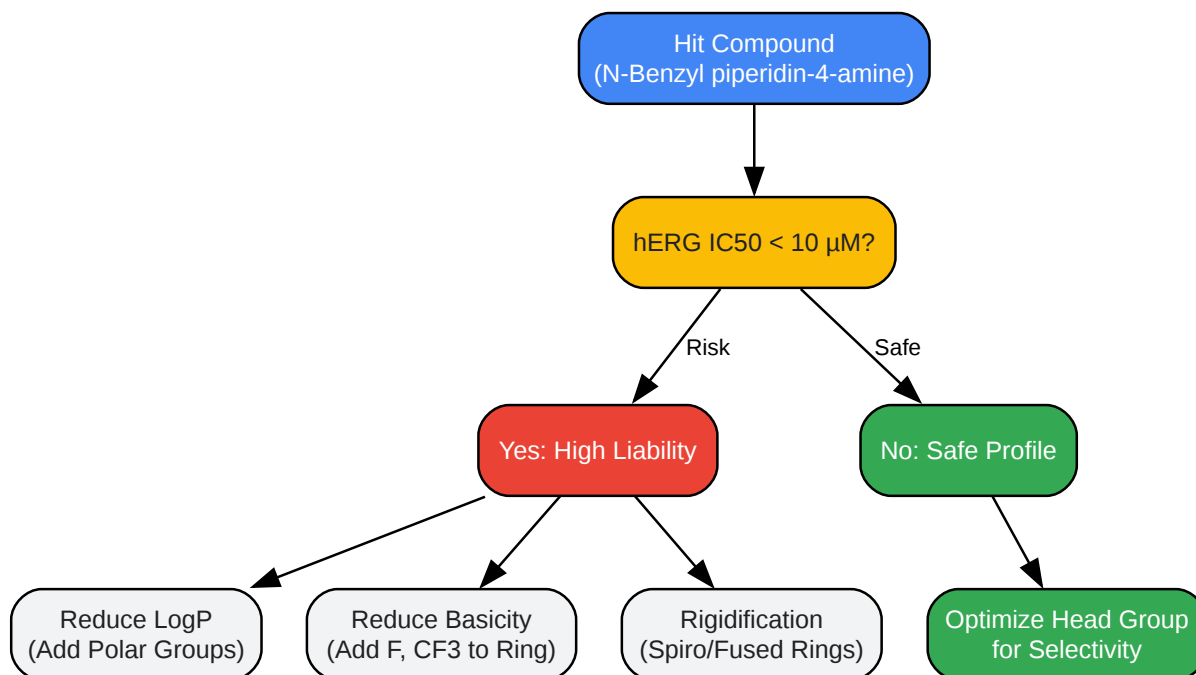 Hit Compound
(N-Benzyl piperidin-4-amine)
hERG IC50 < 10 µM?
Risk
Safe
Yes: High Liability
No: Safe Profile
Reduce LogP
(Add Polar Groups)
Reduce Basicity
(Add F, CF3 to Ring)
Rigidification
(Spiro/Fused Rings)
Optimize Head Group
for Selectivity